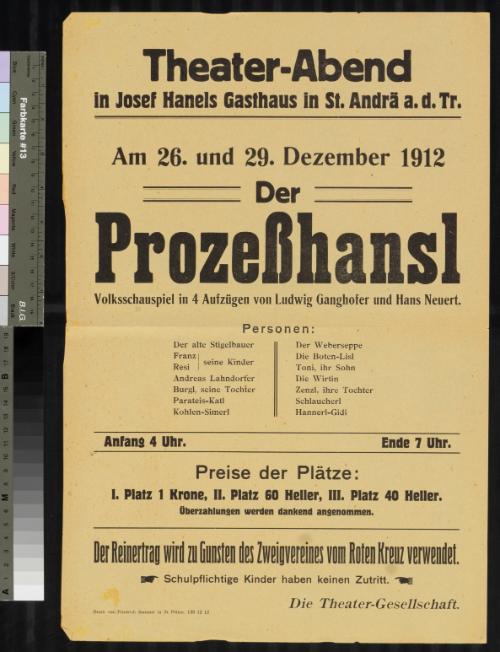 Theater-Abend
in Josef Hanels Gasthaus in St. Andrä a. d. Tr.
Am 26. und 29. Dezember 1912
Der
Prozeßhansl
Volksschauspiel in 4 Aufzügen von Ludwig Ganghofer und Hans Neuert.
Personen:
Der alte Stigelbauer
Franz
Resi
seine Kinder
Andreas Lahndorfer
Burgl, seine Tochter
Parateis-Katl
Kohlen-Simerl
Der Weberseppe
Die Boten-Lisl
Toni, ihr Sohn
Die Wirtin
Zenzl, ihre Tochter
Schlaucherl
Hannerl-Gidi
Anfang 4 Uhr. Ende 7 Uhr.
Preise der Plätze:
I. Platz 1 Krone, II. Platz 60 Heller, III. Platz 40 Heller.
Überzahlungen werden dankend angenommen.
Der Reinertrag wird zu Gunsten des Zweigvereines vom Roten Kreuz verwendet.
Schulpflichtige Kinder haben keinen Zutritt.
Die Theater-Gesellschaft.
Farbkarte #13
B.I.G.